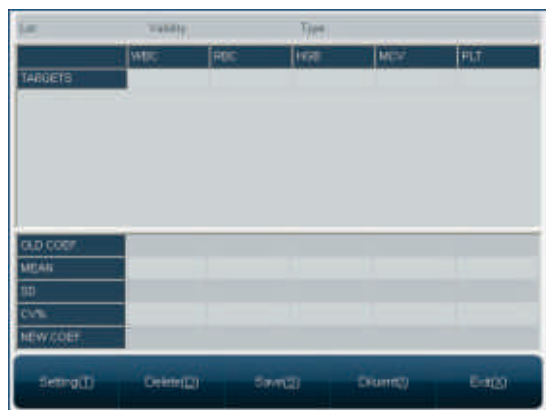 Lot: Validity: Type:
WBC RBC HGB MCV PLT
TARGETS
OLD COEF.
MEAN
SD
CV%
NEW COEF.
Setting(T) Delete(D) Save(S) Diluent(I) Exit(X)